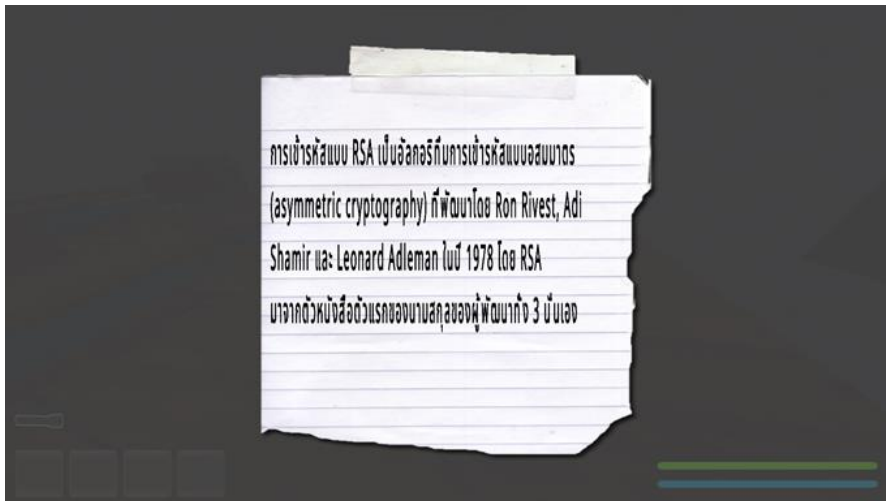 การเข้ารหัสแบบ RSA เป็นอัลกอริทึมการเข้ารหัสแบบอสมมาตร
(asymmetric cryptography) ที่พัฒนาโดย Ron Rivest, Adi
Shamir และ Leonard Adleman ในปี 1978 โดย RSA
มาจากตัวหนังสือตัวแรกของนามสกุลของผู้พัฒนาทั้ง 3 นั้นเอง